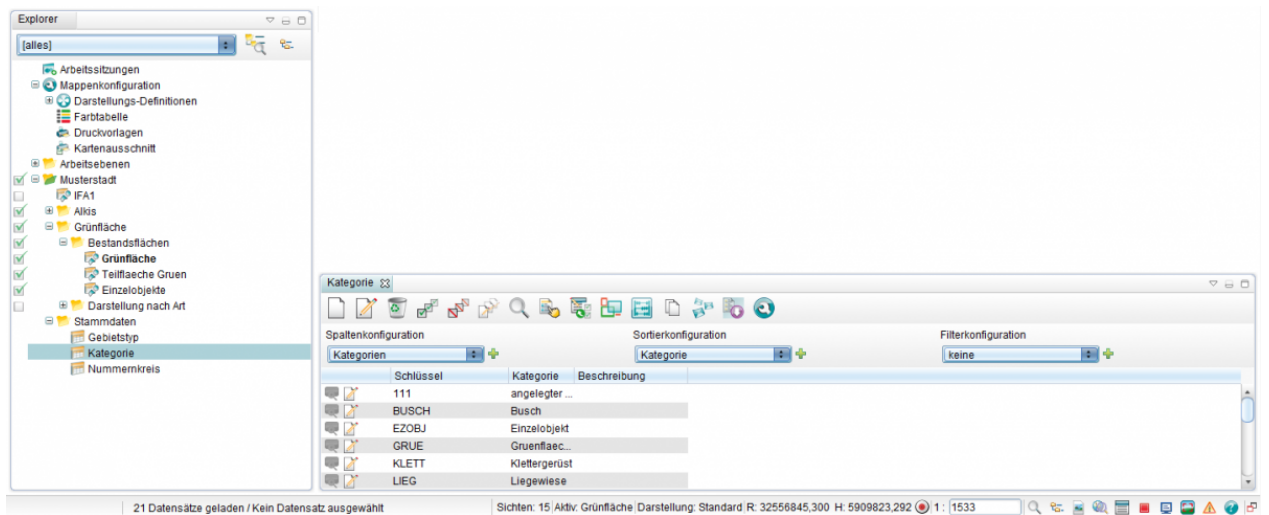 Explorer
[alles]
Arbeitssitzungen
Mappenkonfiguration
Darstellungs-Definitionen
Farbtabelle
Druckvorlagen
Kartenausschnitt
Arbeitsebenen
Musterstadt
IFA1
Alkis
Grünfläche
Bestandsflächen
Grünfläche
Teilflaeche Gruen
Einzelobjekte
Darstellung nach Art
Stammdaten
Gebietstyp
Kategorie
Nummernkreis
Kategorie
Spaltenkonfiguration Sortierkonfiguration Filterkonfiguration
Kategorien Kategorie keine
Schlüssel Kategorie Beschreibung
111 angelegter ...
BUSCH Busch
EZOBJ Einzelobjekt
GRUE Gruenflaec...
KLETT Klettergerüst
LIEG Liegewiese
21 Datensätze geladen / Kein Datensatz ausgewählt Sichten: 15 Aktiv: Grünfläche Darstellung: Standard R: 32556845,300 H: 5909823,292 1 : 1533